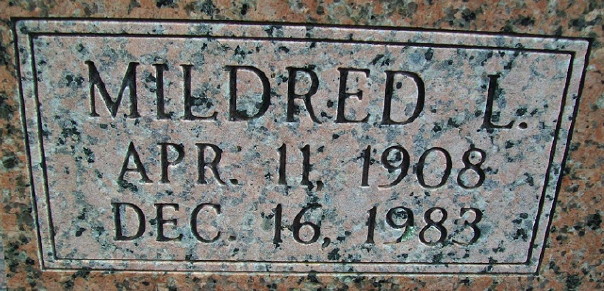 MILDRED L.
APR. 11, 1908
DEC. 16, 1983